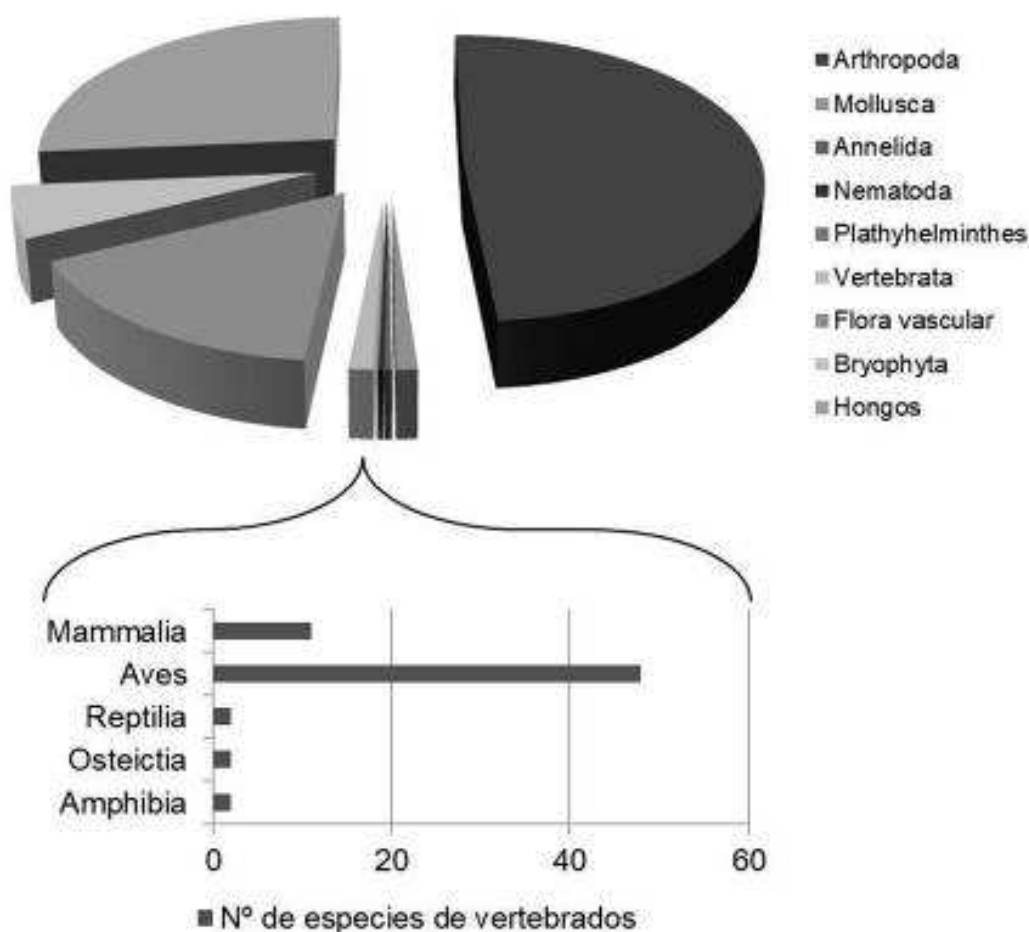 Arthropoda
Mollusca
Annelida
Nematoda
Plathyhelminthes
Vertebrata
Flora vascular
Bryophyta
Hongos
Mammalia
Aves
Reptilia
Osteictia
Amphibia
0 20 40 60
Nº de especies de vertebrados